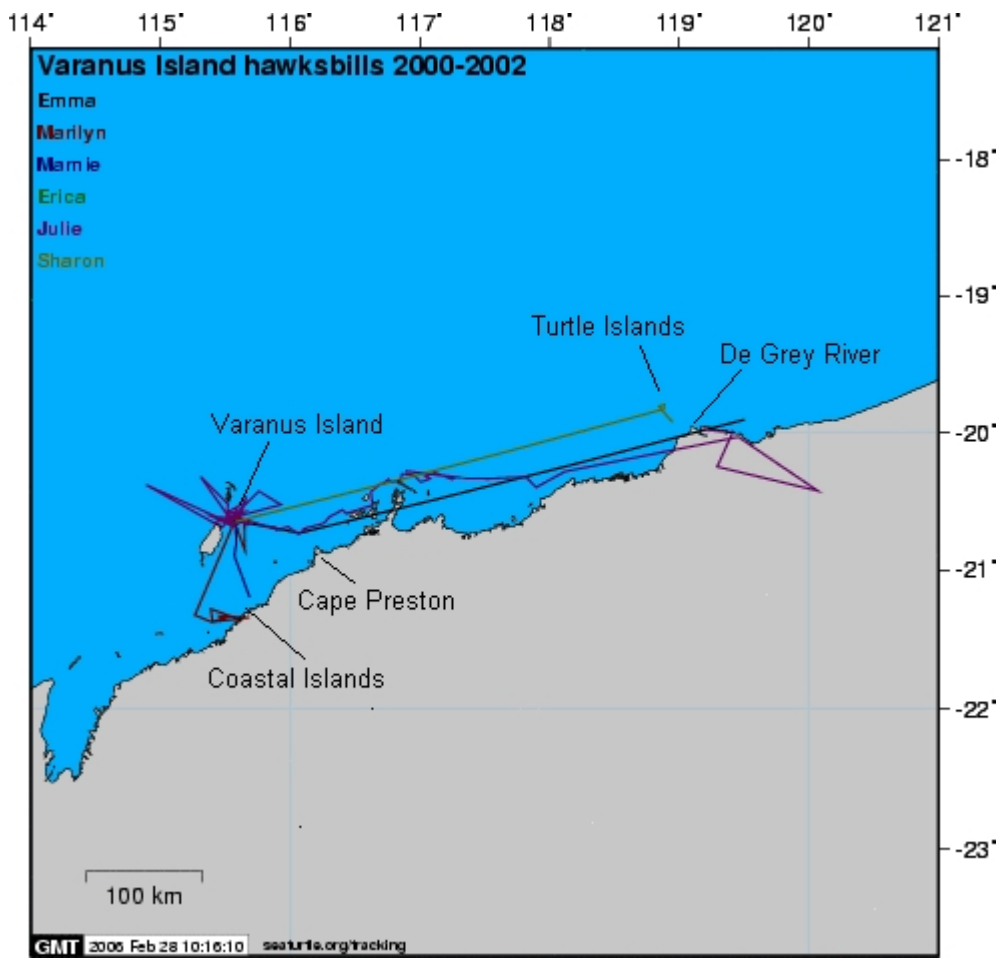 114° 115° 116° 117° 118° 119° 120° 121°
Varanus Island hawksbills 2000-2002
Emma
Marilyn
Mamie
Erica
Julie
Sharon
-18°
-19°
Turtle Islands
De Grey River
Varanus Island
-20°
-21°
Cape Preston
Coastal Islands
-22°
-23°
100 km
GMT 2006 Feb 28 10:16:10 seaturtle.org/tracking